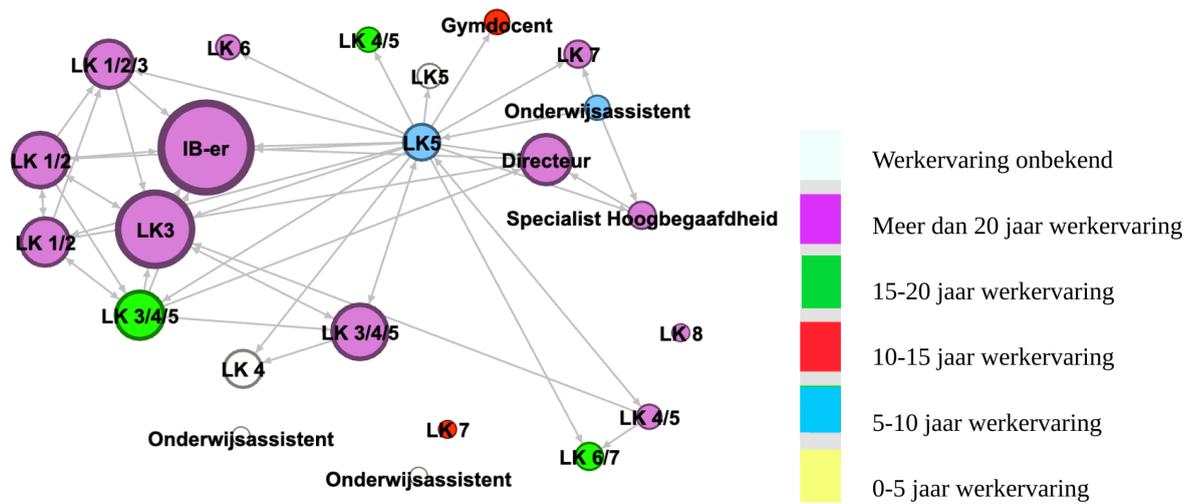 Gymdocent
LK 4/5
LK 6
LK 7
LK 1/2/3
LK5
Onderwijsassistent
LK5
IB-er
LK 1/2
Directeur
Specialist Hoogbegaafdheid
LK3
LK 1/2
LK 3/4/5
LK 3/4/5
LK 8
LK 4
LK 4/5
LK 7
Onderwijsassistent
LK 6/7
Onderwijsassistent
Werkervaring onbekend
Meer dan 20 jaar werkervaring
15-20 jaar werkervaring
10-15 jaar werkervaring
5-10 jaar werkervaring
0-5 jaar werkervaring